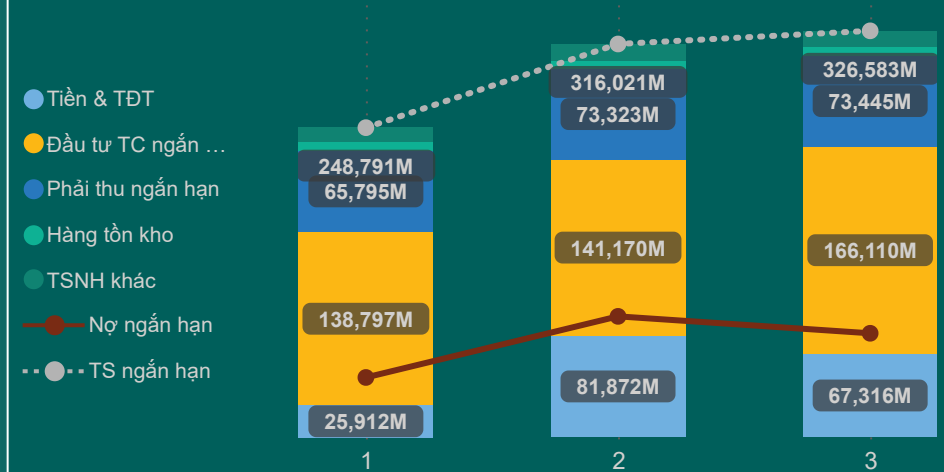 Tiền & TĐT
Đầu tư TC ngắn ...
Phải thu ngắn hạn
Hàng tồn kho
TSNH khác
Nợ ngắn hạn
TS ngắn hạn
248,791M
65,795M
138,797M
25,912M
316,021M
73,323M
141,170M
81,872M
326,583M
73,445M
166,110M
67,316M
1
2
3